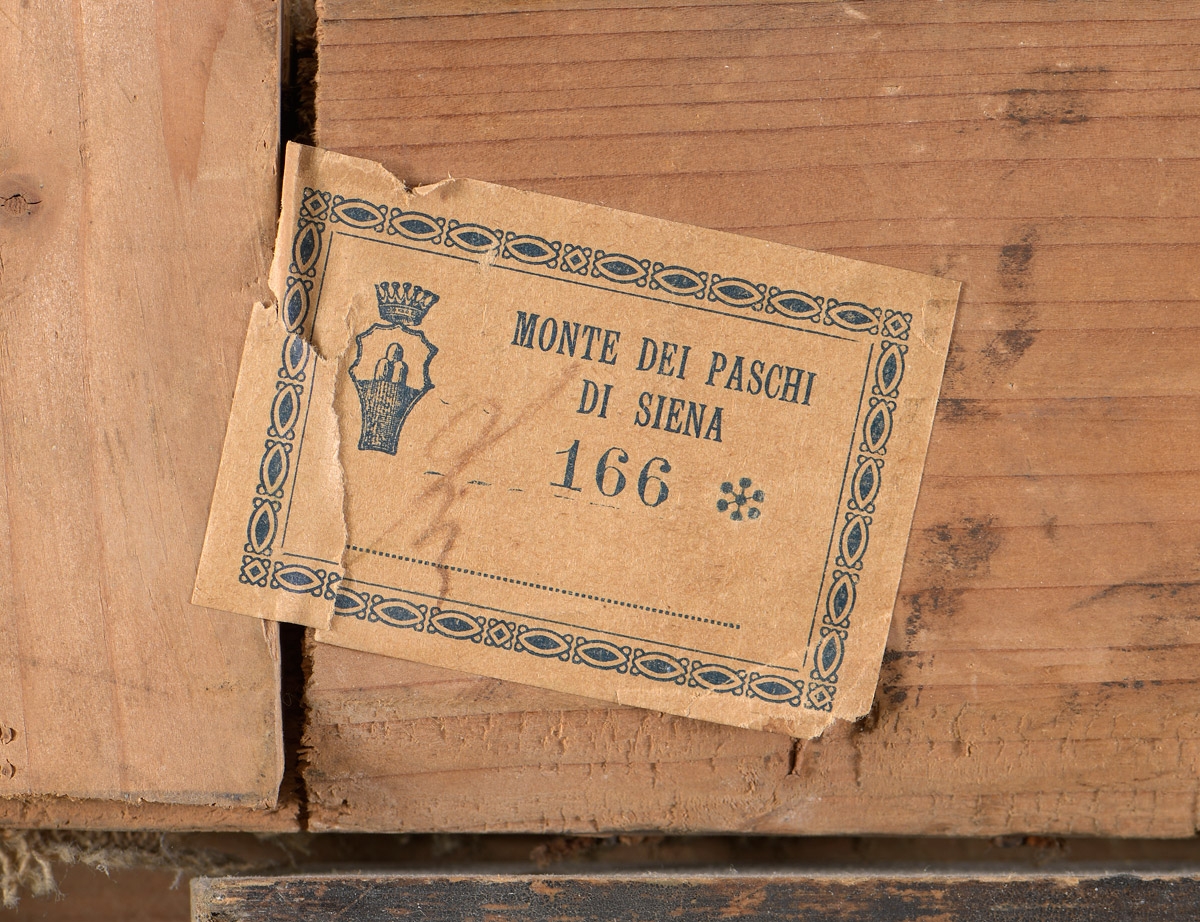 MONTE DEI PASCHI
DI SIENA
166